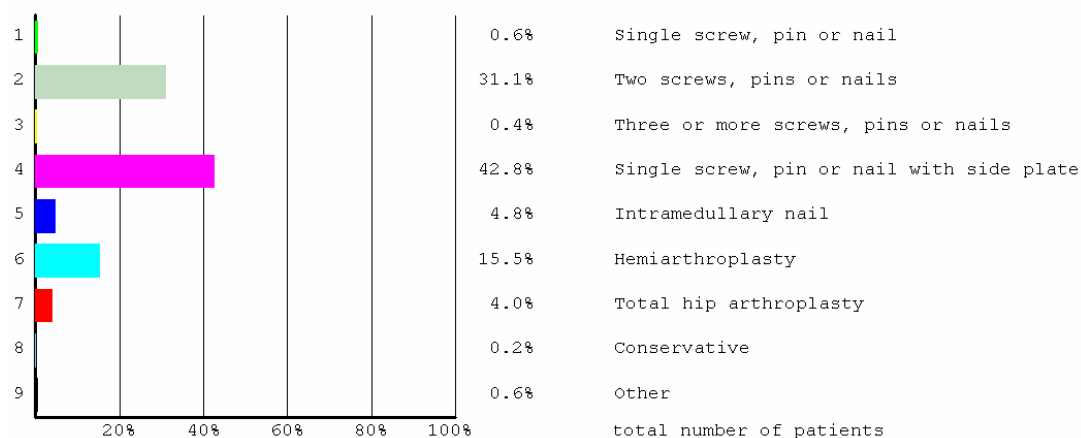 1 0.6% Single screw, pin or nail
2 31.1% Two screws, pins or nails
3 0.4% Three or more screws, pins or nails
4 42.8% Single screw, pin or nail with side plate
5 4.8% Intramedullary nail
6 15.5% Hemiarthroplasty
7 4.0% Total hip arthroplasty
8 0.2% Conservative
9 0.6% Other
20% 40% 60% 80% 100% total number of patients